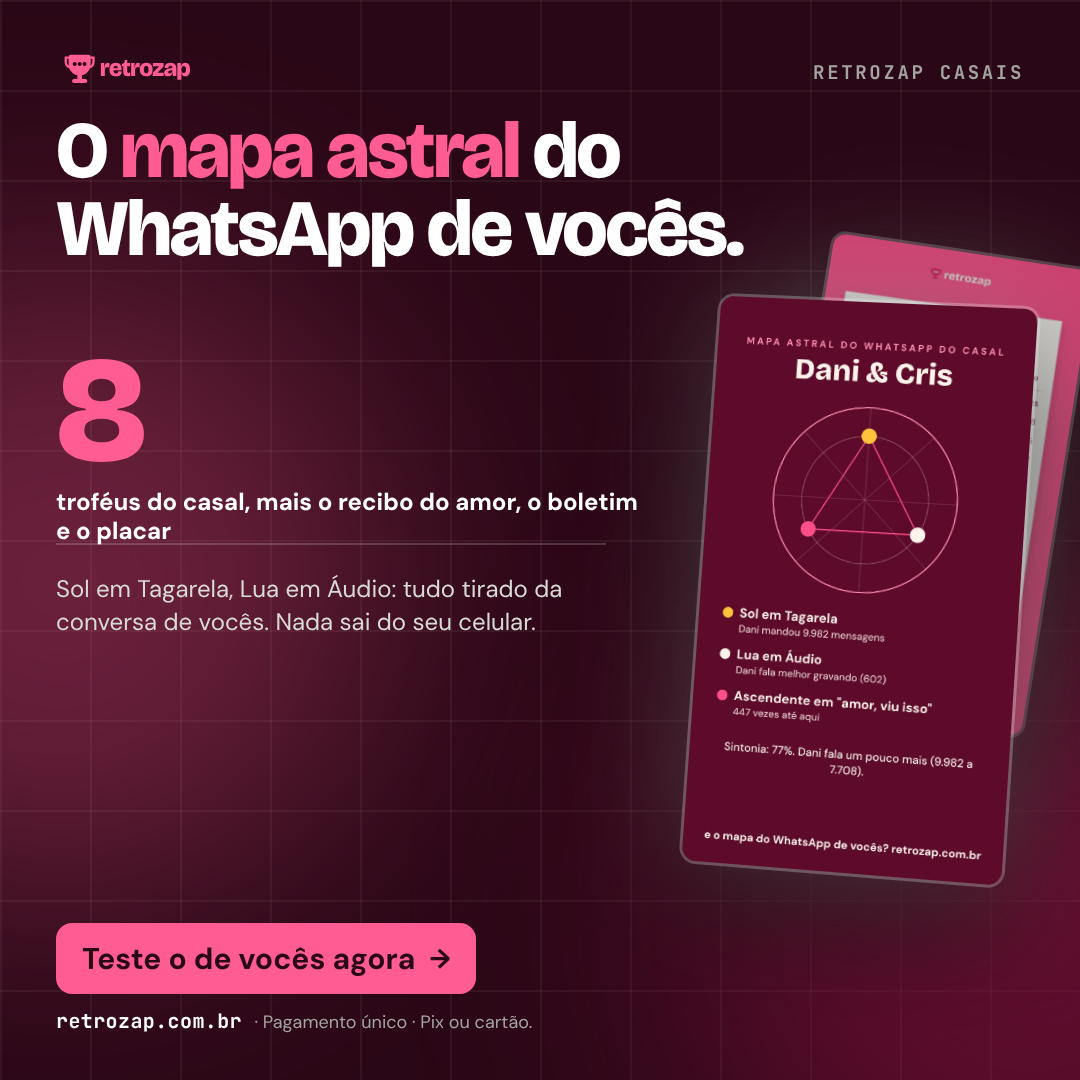 retrozap
RETROZAP CASAIS
O mapa astral do
WhatsApp de vocês.
retrozap
MAPA ASTRAL DO WHATSAPP DO CASAL
Dani & Cris
8
troféus do casal, mais o recibo do amor, o boletim
e o placar
Sol em Tagarela, Lua em Áudio: tudo tirado da
conversa de vocês. Nada sai do seu celular.
Sol em Tagarela
Dani mandou 9.982 mensagens
Lua em Áudio
Dani fala melhor gravando (602)
Ascendente em "amor, viu isso"
447 vezes até aqui
Sintonia: 77%. Dani fala um pouco mais (9.982 a
7.708).
e o mapa do WhatsApp de vocês? retrozap.com.br
Teste o de vocês agora →
retrozap.com.br · Pagamento único · Pix ou cartão.